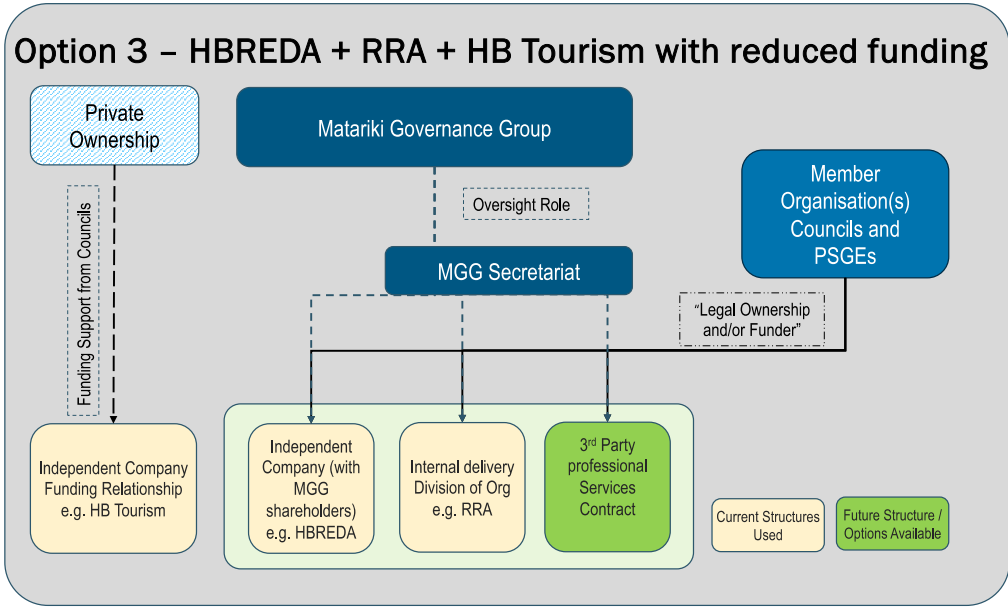 Option 3 – HBREDA + RRA + HB Tourism with reduced funding
Private
Ownership
Matariki Governance Group
Member
Organisation(s)
Councils and
PSGEs
Oversight Role
Funding Support from Councils
MGG Secretariat
“Legal Ownership
and/or Funder”
Independent Company
Funding Relationship
e.g. HB Tourism
Independent
Company (with
MGG
shareholders)
e.g. HBREDA
Internal delivery
Division of Org
e.g. RRA
3rd Party
professional
Services
Contract
Current Structures
Used
Future Structure /
Options Available